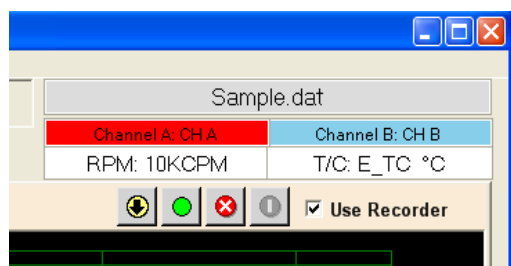 Sample.dat
Channel A: CH A Channel B: CH B
RPM: 10KCPM T/C: E_TC °C
Use Recorder